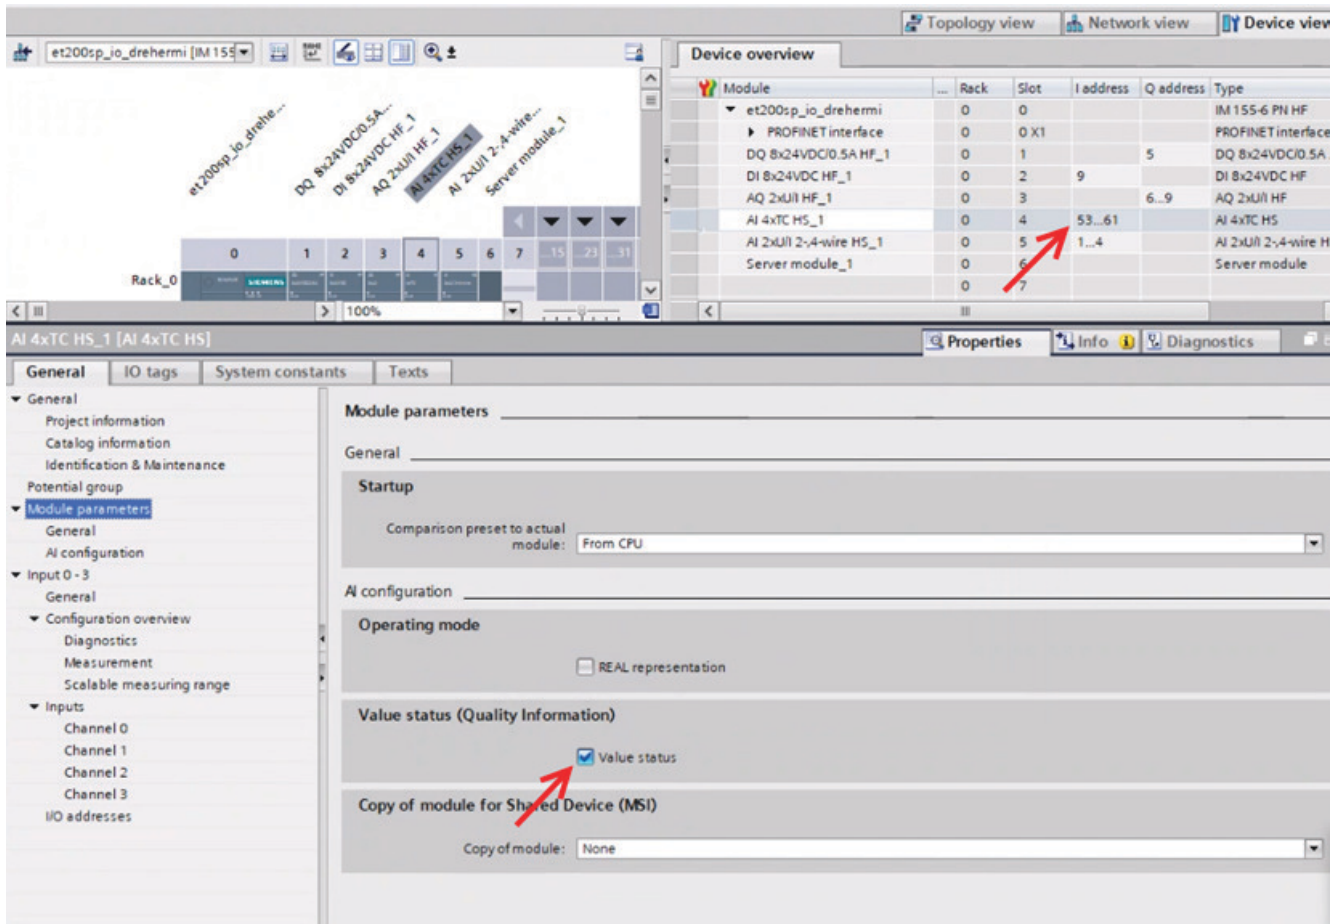 Topology view Network view Device view
et200sp_io_drehermi [IM 155
Device overview
Module ... Rack Slot I address Q address Type
et200sp_io_drehermi 0 0 IM 155-6 PN HF
PROFINET interface 0 0 X1 PROFINET interface
DQ 8x24VDC/0.5A HF_1 0 1 5 DQ 8x24VDC/0.5A
DI 8x24VDC HF_1 0 2 9 DI 8x24VDC HF
AQ 2xU/I HF_1 0 3 6...9 AQ 2xU/I HF
AI 4xTC HS_1 0 4 53...61 AI 4xTC HS
AI 2xU/I 2-,4-wire HS_1 0 5 1...4 AI 2xU/I 2-,4-wire H
Server module_1 0 6 Server module
0 7
et200sp_io_drehe...
DQ 8x24VDC/0.5A...
DI 8x24VDC HF_1
AQ 2xU/I HF_1
AI 4xTC HS_1
AI 2xU/I 2-,4-wire...
Server module_1
0 1 2 3 4 5 6 7 ...15 ...23 ...31
Rack_0
SIEMENS
100%
AI 4xTC HS_1 [AI 4xTC HS]
Properties Info Diagnostics
General IO tags System constants Texts
General
Project information
Catalog information
Identification & Maintenance
Potential group
Module parameters
General
AI configuration
Input 0 - 3
General
Configuration overview
Diagnostics
Measurement
Scalable measuring range
Inputs
Channel 0
Channel 1
Channel 2
Channel 3
I/O addresses
Module parameters
General
Startup
Comparison preset to actual
module: From CPU
AI configuration
Operating mode
REAL representation
Value status (Quality Information)
Value status
Copy of module for Shared Device (MSI)
Copy of module: None